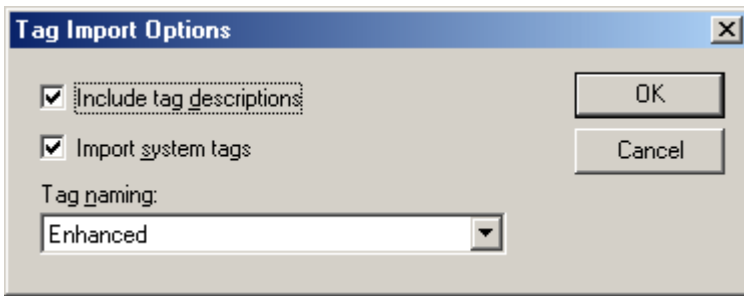 Tag Import Options
Include tag descriptions
OK
Import system tags
Cancel
Tag naming:
Enhanced